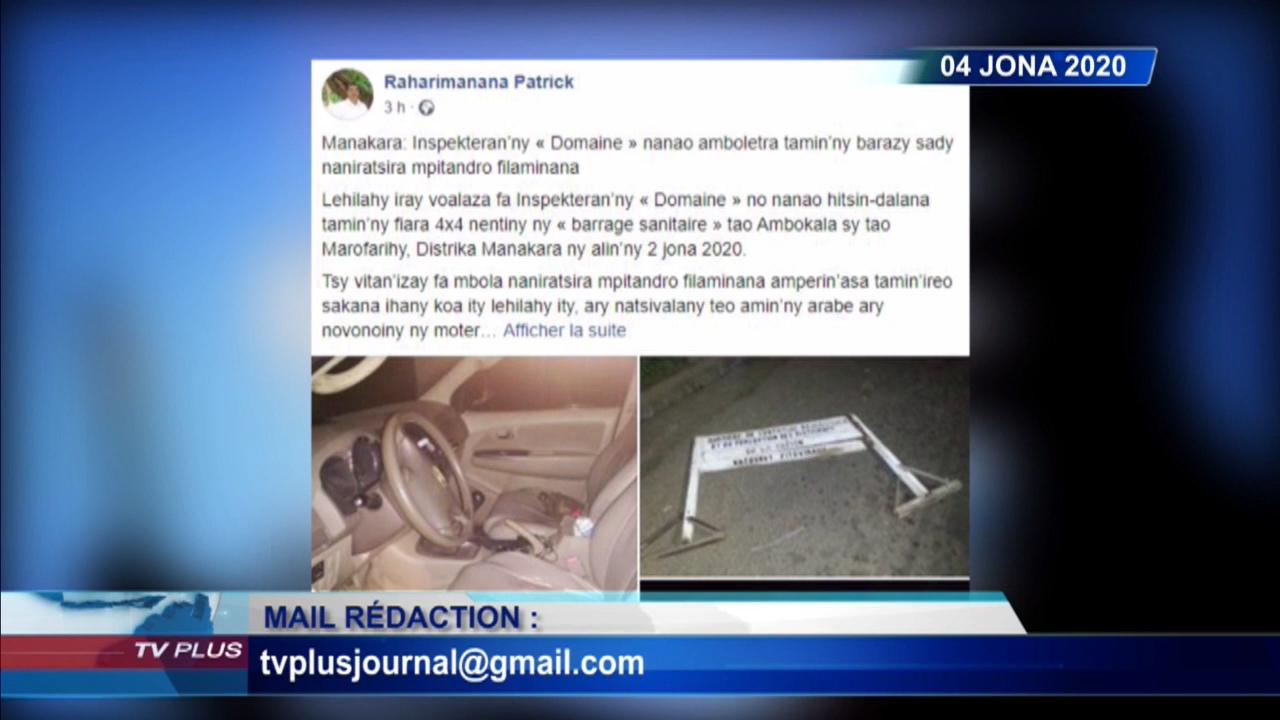 04 JONA 2020
Raharimanana Patrick
3 h ·
Manakara: Inspekteran'ny « Domaine » nanao amboletra tamin'ny barazy sady
naniratsira mpitandro filaminana
Lehilahy iray voalaza fa Inspekteran'ny « Domaine » no nanao hitsin-dalana
tamin'ny fiara 4x4 nentiny ny « barrage sanitaire » tao Ambokala sy tao
Marofarihy, Distrika Manakara ny alin'ny 2 jona 2020.
Tsy vitan'izay fa mbola naniratsira mpitandro filaminana amperin'asa tamin'ireo
sakana ihany koa ity lehilahy ity, ary natsivalany teo amin'ny arabe ary
novonoiny ny moter... Afficher la suite
MAIL RÉDACTION :
TV PLUS
tvplusjournal@gmail.com